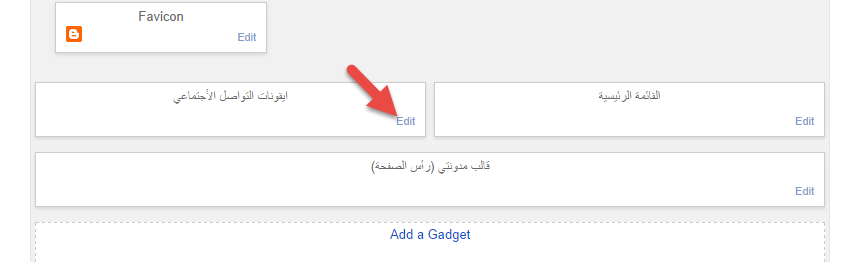 Favicon
Edit
ايقونات التواصل الأجتماعي
Edit
القائمة الرئيسية
Edit
قالب مدونتي (رأس الصفحة)
Edit
Add a Gadget